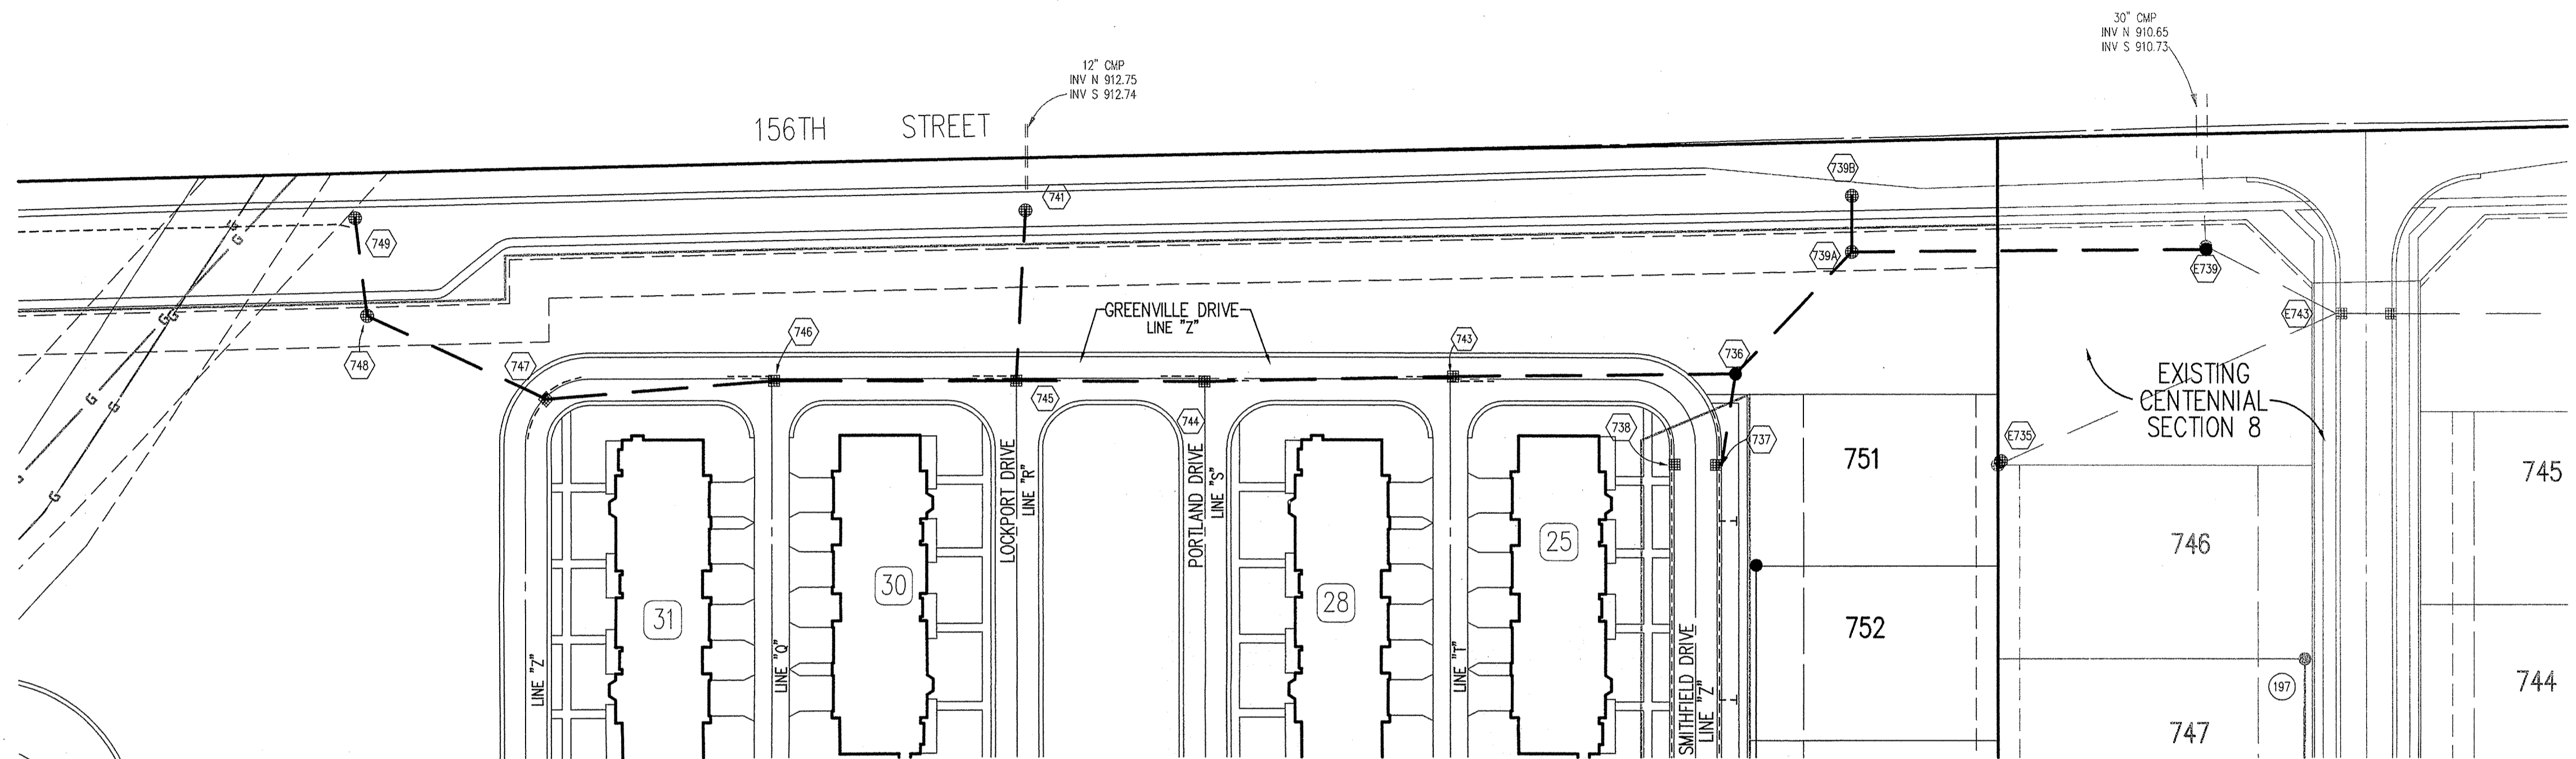 30" CMP
INV N 910.65
INV S 910.73
12" CMP
INV N 912.75
INV S 912.74
156TH STREET
739B
741
749
739A
E739
GREENVILLE DRIVE
LINE "Z"
E743
746
743
736
748
747
745
744
EXISTING
CENTENNIAL
SECTION 8
738
737
E735
751
745
LOCKPORT DRIVE
LINE "R"
PORTLAND DRIVE
LINE "S"
25
746
30
28
31
752
SMITHFIELD DRIVE
LINE "Z"
LINE "Z"
LINE "Q"
LINE "T"
197
744
747
G
G
G
G
G
G
G
G